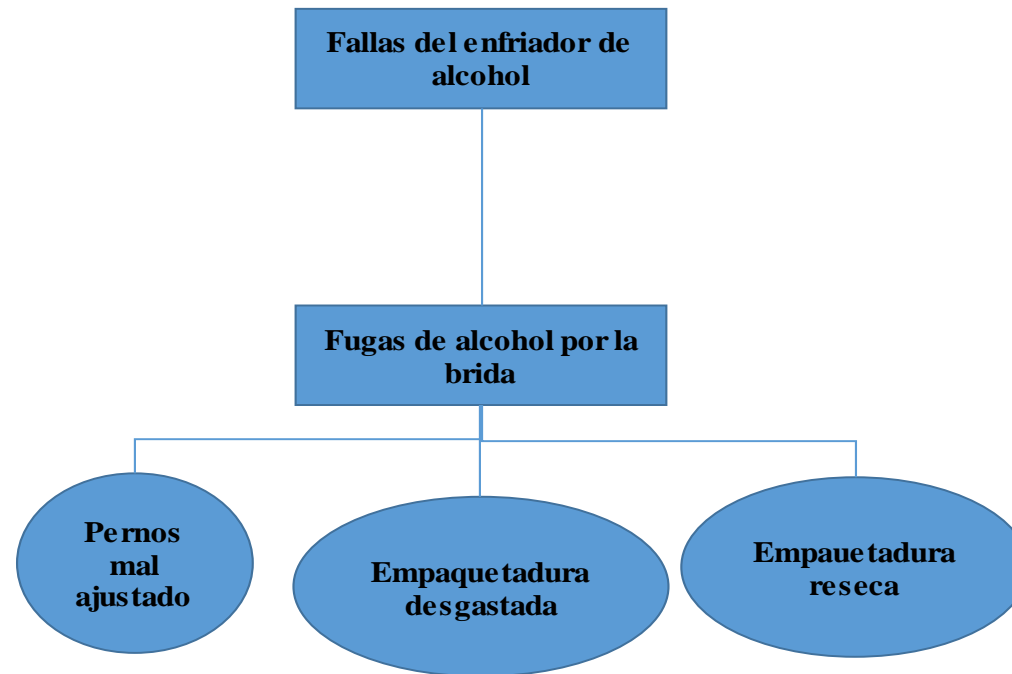 Fallas del enfriador de
alcohol
Fugas de alcohol por la
brida
Pernos
mal
ajustado
Empaquetadura
desgastada
Empauetadura
reseca